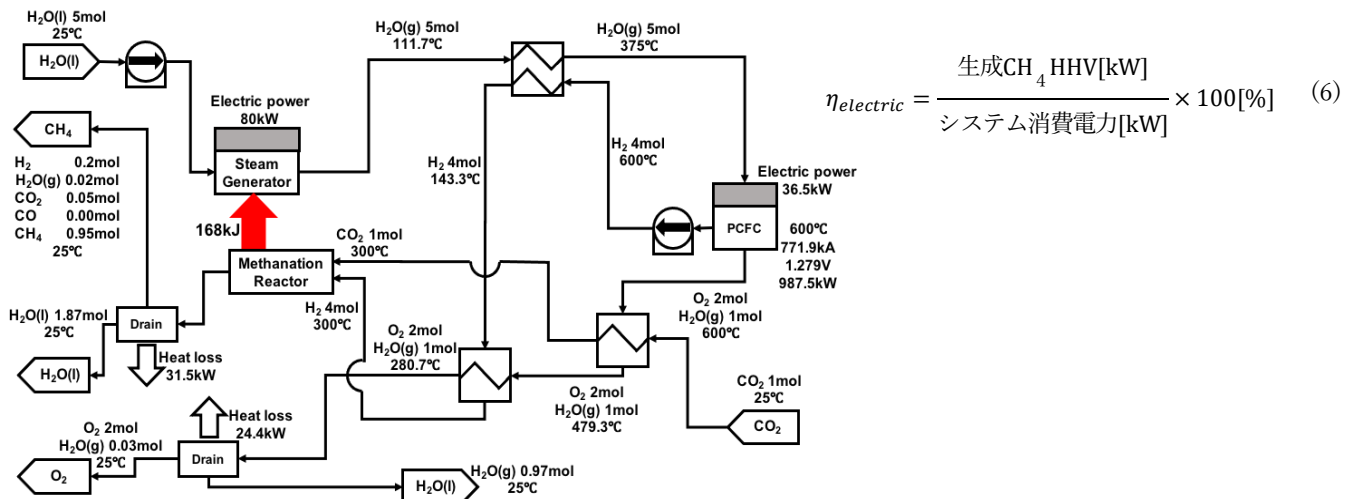 H₂O(l) 5mol
25℃
H₂O(l)
H₂O(g) 5mol
111.7℃
H₂O(g) 5mol
375℃
Electric power
80kW
Steam
Generator
CH₄
H₂ 0.2mol
H₂O(g) 0.02mol
CO₂ 0.05mol
CO 0.00mol
CH₄ 0.95mol
25℃
168kJ
H₂ 4mol
143.3℃
H₂ 4mol
600℃
Electric power
36.5kW
PCFC
600℃
771.9kA
1.279V
987.5kW
CO₂ 1mol
300℃
Methanation
Reactor
H₂ 4mol
300℃
O₂ 2mol
H₂O(g) 1mol
600℃
H₂O(l) 1.87mol
25℃
Drain
H₂O(l)
Heat loss
31.5kW
O₂ 2mol
H₂O(g) 1mol
280.7℃
O₂ 2mol
H₂O(g) 1mol
479.3℃
CO₂ 1mol
25℃
CO₂
Heat loss
24.4kW
O₂ 2mol
H₂O(g) 0.03mol
25℃
O₂
Drain
H₂O(l)
H₂O(g) 0.97mol
25℃
η_electric = 生成CH₄ HHV[kW] / システム消費電力[kW] × 100[%] (6)